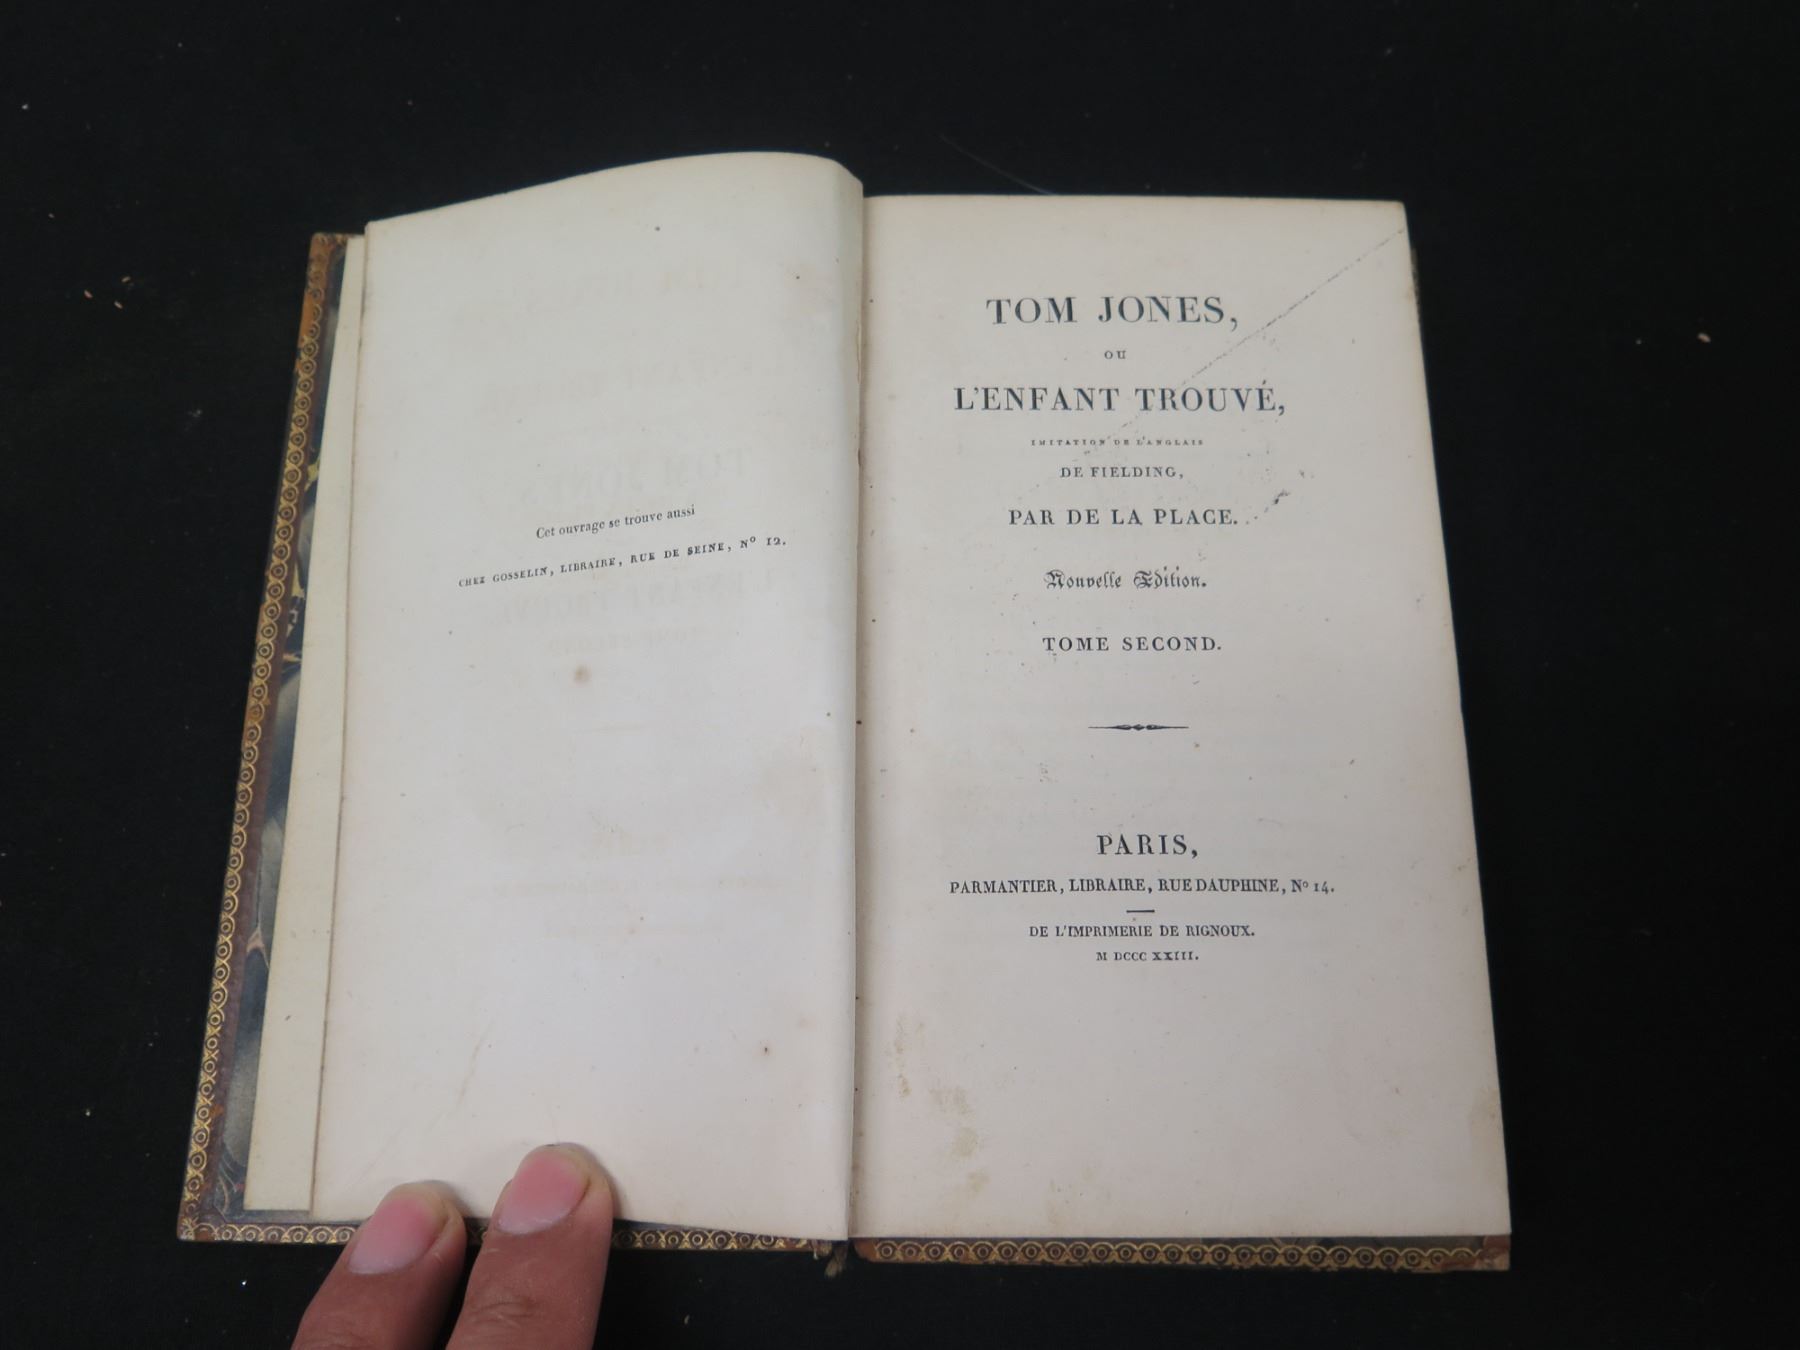 Cet ouvrage se trouve aussi
CHEZ GOSSELIN, LIBRAIRE, RUE DE SEINE, Nº 12.
TOM JONES,
OU
L'ENFANT TROUVÉ,
IMITATION DE L'ANGLAIS
DE FIELDING,
PAR DE LA PLACE.
Nouvelle Edition.
TOME SECOND.
PARIS,
PARMANTIER, LIBRAIRE, RUE DAUPHINE, Nº 14.
DE L'IMPRIMERIE DE RIGNOUX.
M DCCC XXIII.